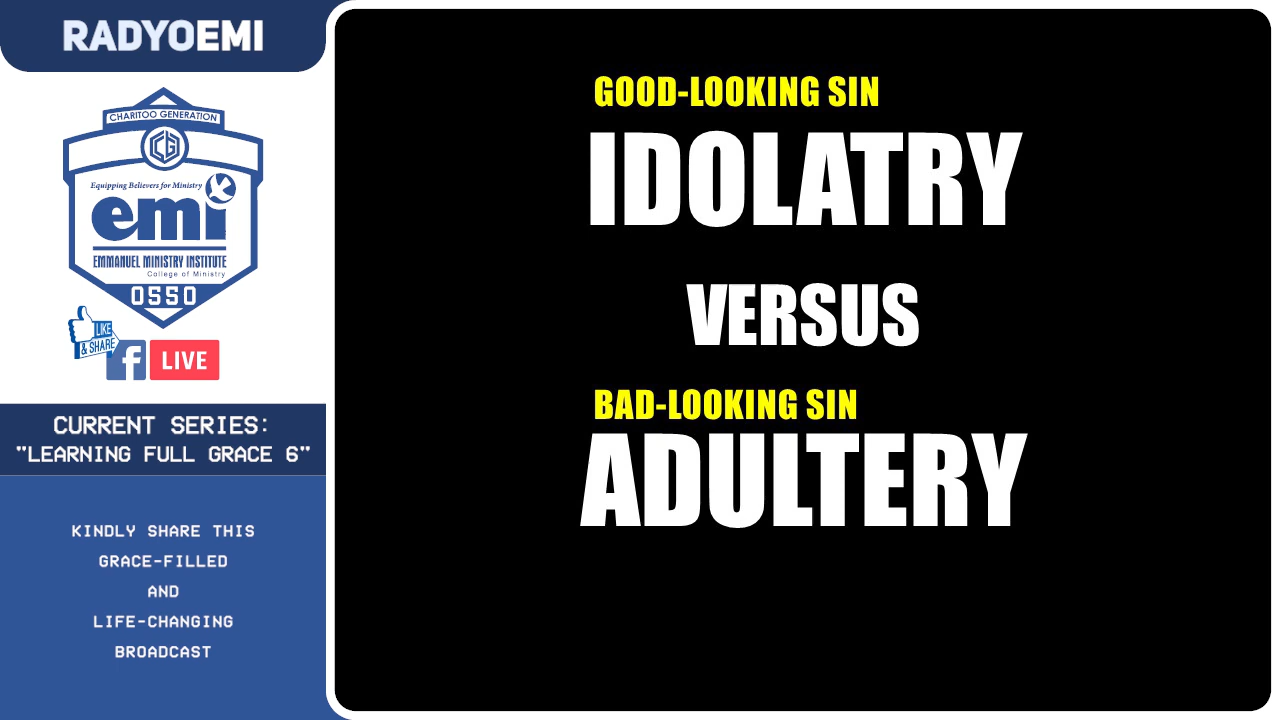 RADYOEMI
CHARITOO GENERATION
CG
Equipping Believers for Ministry
emi
EMMANUEL MINISTRY INSTITUTE
College of Ministry
0550
LIKE
& SHARE
f LIVE
CURRENT SERIES:
"LEARNING FULL GRACE 6"
KINDLY SHARE THIS
GRACE-FILLED
AND
LIFE-CHANGING
BROADCAST
GOOD-LOOKING SIN
IDOLATRY
VERSUS
BAD-LOOKING SIN
ADULTERY